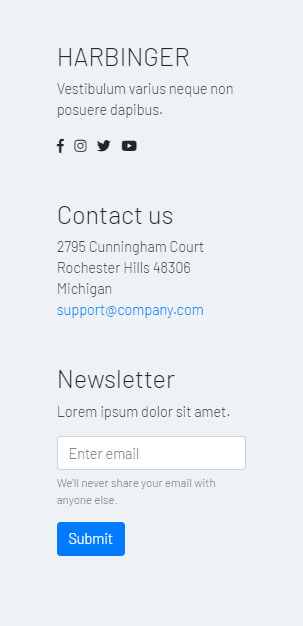 HARBINGER
Vestibulum varius neque non
posuere dapibus.
Contact us
2795 Cunningham Court
Rochester Hills 48306
Michigan
support@company.com
Newsletter
Lorem ipsum dolor sit amet.
Enter email
We'll never share your email with
anyone else.
Submit